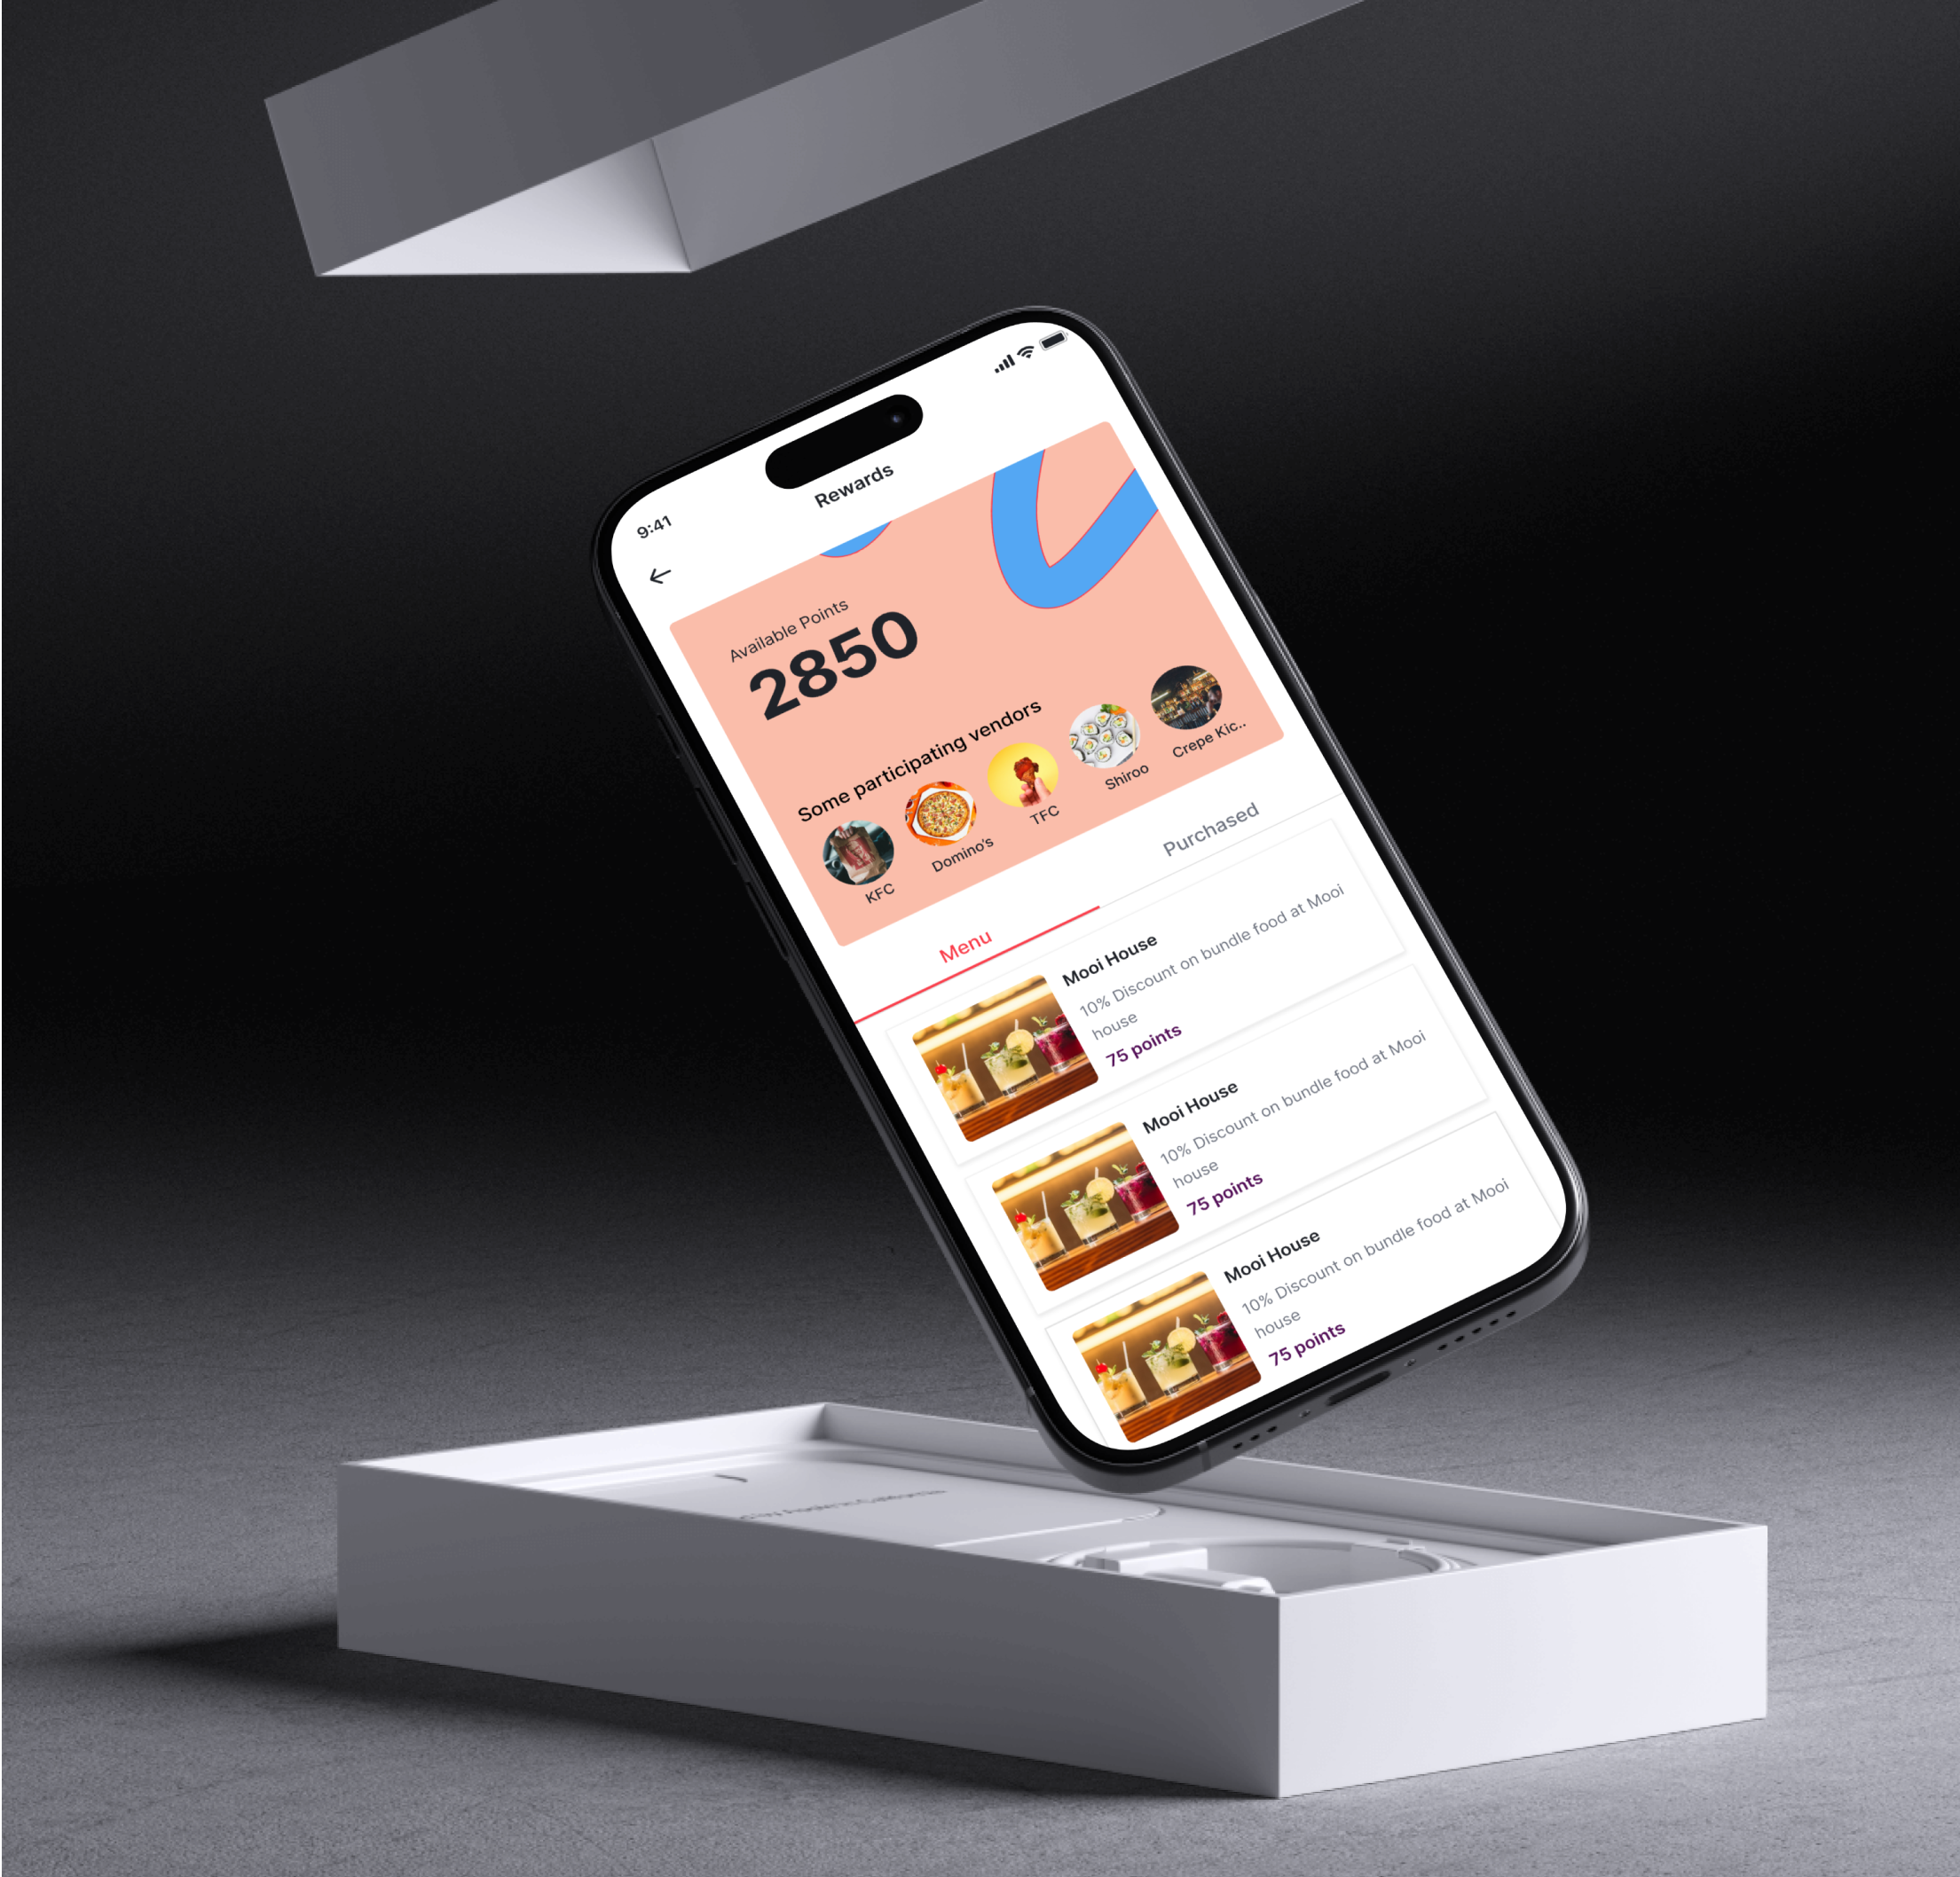 9:41
Rewards
Available Points
2850
Some participating vendors
KFC
Domino's
TFC
Shiroo
Crepe Kic..
Menu
Purchased
Mooi House
10% Discount on bundle food at Mooi
house
75 points
Mooi House
10% Discount on bundle food at Mooi
house
75 points
Mooi House
10% Discount on bundle food at Mooi
house
75 points
in California